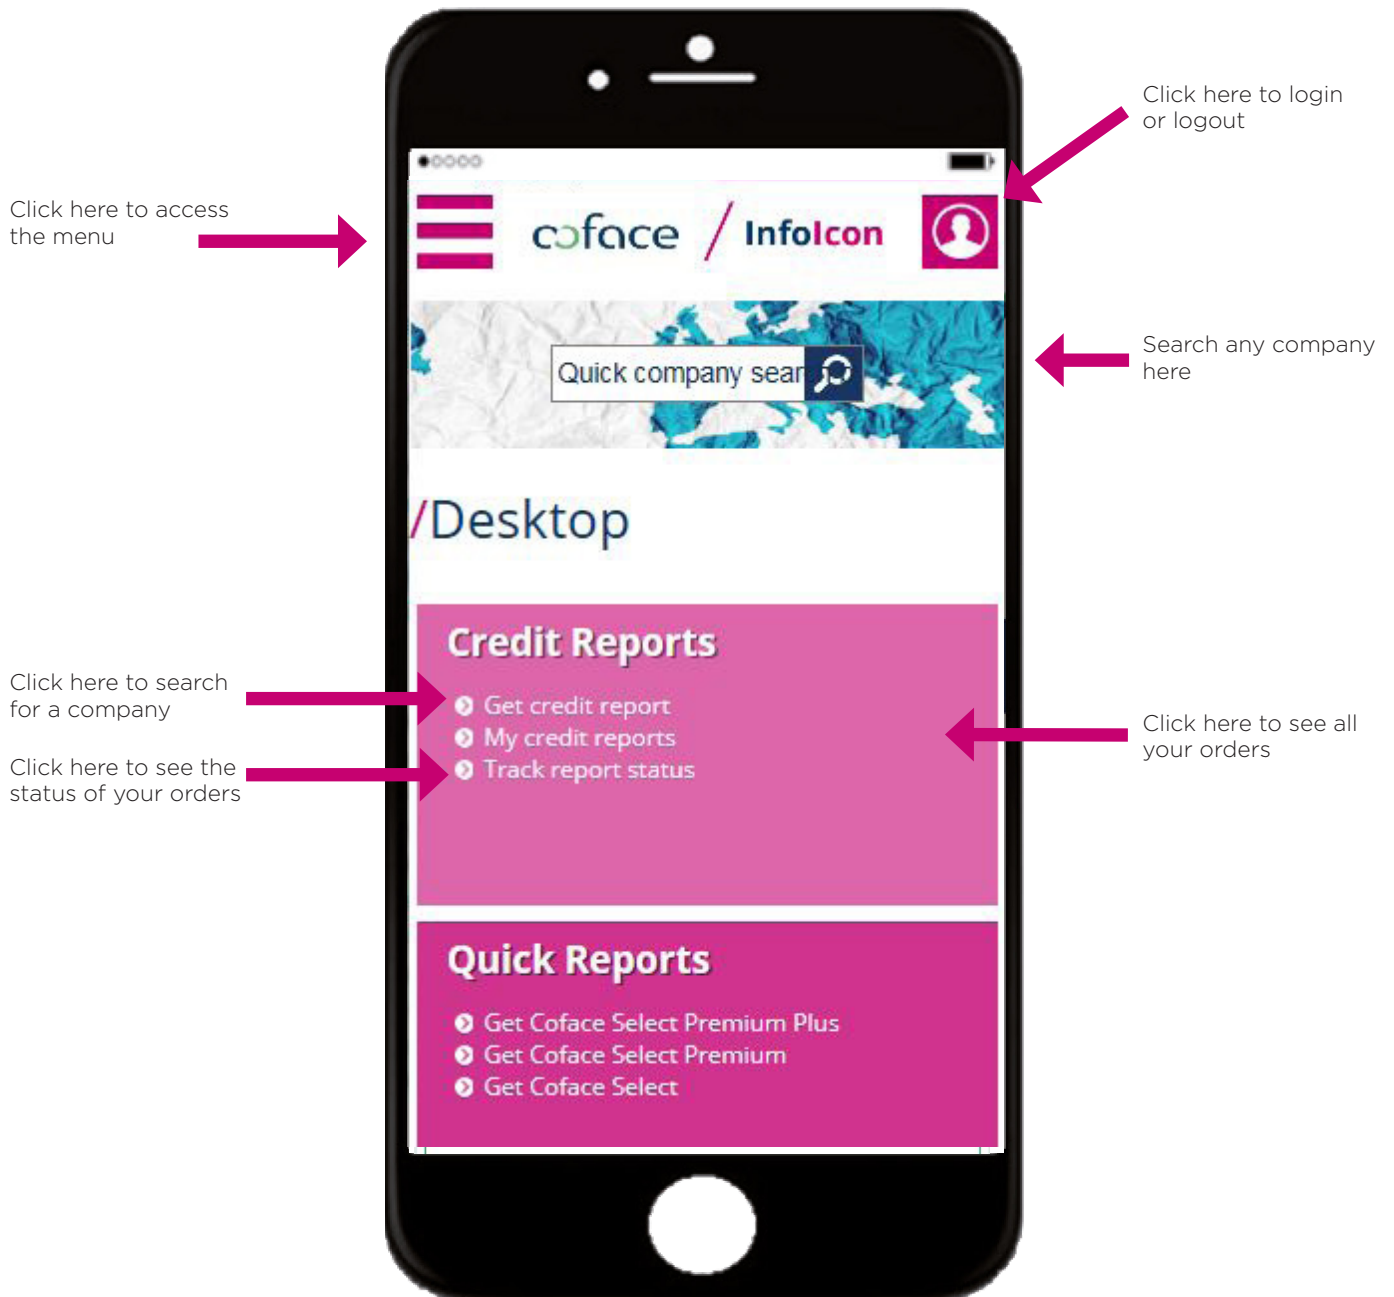 Click here to login
or logout
Click here to access
the menu
coface / InfoIcon
Quick company sear
Search any company
here
/Desktop
Credit Reports
Click here to search
for a company
Get credit report
My credit reports
Track report status
Click here to see all
your orders
Click here to see the
status of your orders
Quick Reports
Get Coface Select Premium Plus
Get Coface Select Premium
Get Coface Select